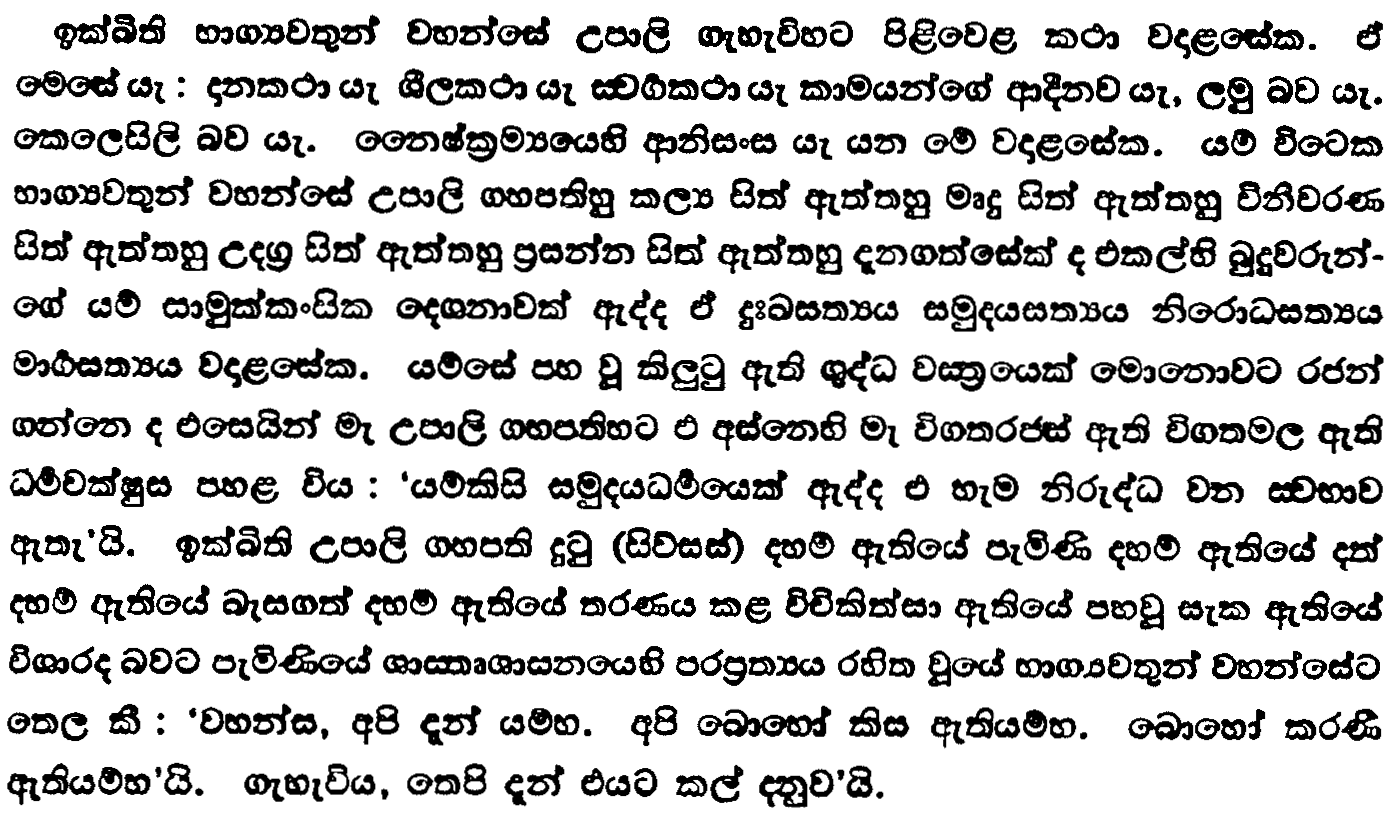 ඉක්බිති භාග්‍යවතුන් වහන්සේ උපාලි ගැහැවිහට පිළිවෙළ කථා වදාළසේක. ඒ
මෙසේ යැ : දානකථා යැ ශීලකථා යැ ස්වර්‍ගකථා යැ කාමයන්ගේ ආදීනව යැ, ලමු බව යැ.
කෙලෙසිලි බව යැ. නෛෂ්ක්‍රම්‍යයෙහි ආනිසංස යැ යන මේ වදාළසේක. යම් විටෙක
භාග්‍යවතුන් වහන්සේ උපාලි ගහපතිහු කල්‍ය සිත් ඇත්තහු මෘදු සිත් ඇත්තහු විනීවරණ
සිත් ඇත්තහු උදග්‍ර සිත් ඇත්තහු ප්‍රසන්න සිත් ඇත්තහු දැනගත්සේක් ද එකල්හි බුදුවරුන්-
ගේ යම් සාමුක්කංසික දෙශනාවක් ඇද්ද ඒ දුඃඛසත්‍යය සමුදයසත්‍යය නිරොධසත්‍යය
මාර්‍ගසත්‍යය වදාළසේක. යම්සේ පහ වූ කිලුටු ඇති ශුද්ධ වස්ත්‍රයෙක් මොනොවට රජන්
ගන්නෙ ද එසෙයින් මැ උපාලි ගහපතිහට එ අස්නෙහි මැ විගතරජස් ඇති විගතමල ඇති
ධර්‍මචක්ෂුස පහළ විය : ‘යම්කිසි සමුදයධර්‍මයෙක් ඇද්ද එ හැම නිරුද්ධ වන ස්වභාව
ඇතැ’යි. ඉක්බිති උපාලි ගහපති දුටු (සිව්සස්) දහම් ඇතියේ පැමිණි දහම් ඇතියේ දත්
දහම් ඇතියේ බැසගත් දහම් ඇතියේ තරණය කළ විචිකිත්සා ඇතියේ පහවූ සැක ඇතියේ
විශාරද බවට පැමිණියේ ශාස්තෘශාසනයෙහි පරප්‍රත්‍යය රහිත වූයේ භාග්‍යවතුන් වහන්සේට
තෙල කී : ‘වහන්ස, අපි දැන් යම්හ. අපි බොහෝ කිස ඇතියම්හ. බොහෝ කරණී
ඇතියම්හ’යි. ගැහැවිය, තෙපි දැන් එයට කල් දනුව’යි.